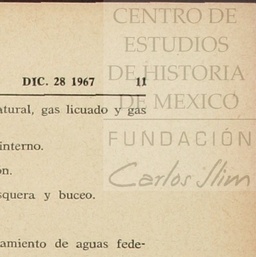 CENTRO DE
ESTUDIOS
DE HISTORIA
DE MEXICO
FUNDACIÓN
Carlos Slim
DIC. 28 1967 11
atural, gas licuado y gas
interno.
ón.
squera y buceo.
amiento de aguas fede-